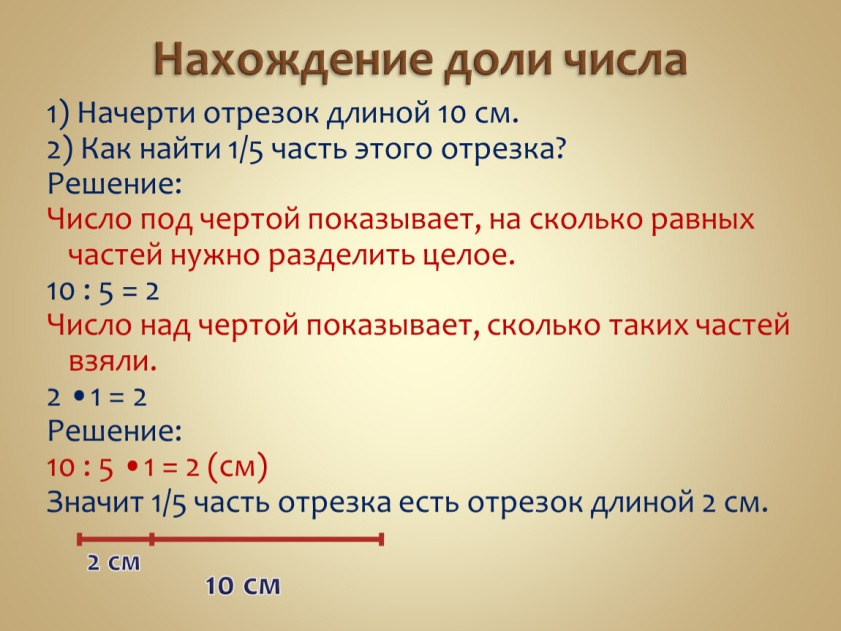 Нахождение доли числа
1) Начерти отрезок длиной 10 см.
2) Как найти 1/5 часть этого отрезка?
Решение:
Число под чертой показывает, на сколько равных
частей нужно разделить целое.
10 : 5 = 2
Число над чертой показывает, сколько таких частей
взяли.
2 •1 = 2
Решение:
10 : 5 •1 = 2 (см)
Значит 1/5 часть отрезка есть отрезок длиной 2 см.
2 см
10 см